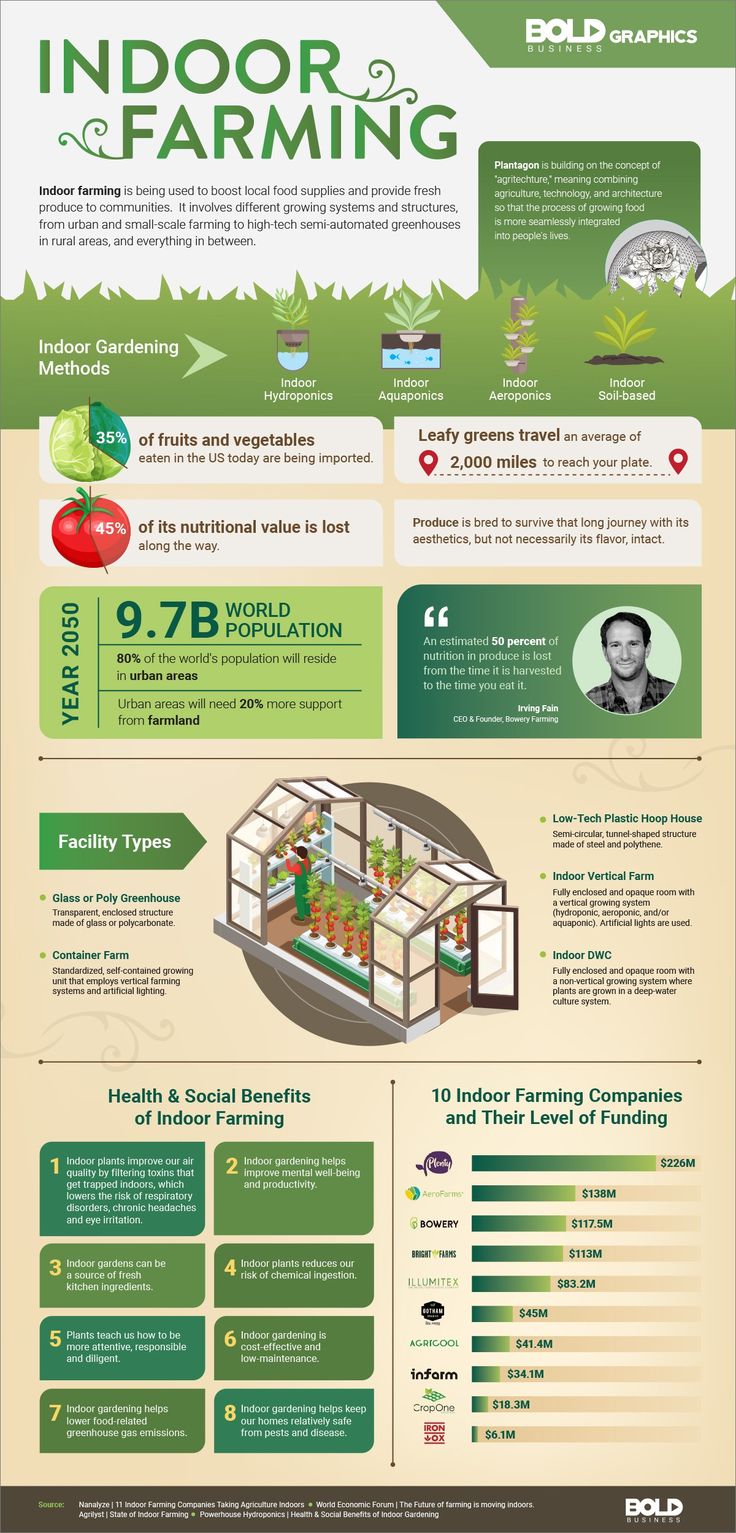 BOLD GRAPHICS
BUSINESS
INDOOR
FARMING
Indoor farming is being used to boost local food supplies and provide fresh
produce to communities. It involves different growing systems and structures,
from urban and small-scale farming to high-tech semi-automated greenhouses
in rural areas, and everything in between.
Plantagon is building on the concept of
"agritechture," meaning combining
agriculture, technology, and architecture
so that the process of growing food
is more seamlessly integrated
into people's lives.
Indoor Gardening
Methods
Indoor
Hydroponics
Indoor
Aquaponics
Indoor
Aeroponics
Indoor
Soil-based
35% of fruits and vegetables
eaten in the US today are being imported.
Leafy greens travel an average of
2,000 miles to reach your plate.
45% of its nutritional value is lost
along the way.
Produce is bred to survive that long journey with its
aesthetics, but not necessarily its flavor, intact.
YEAR 2050
9.7B WORLD
POPULATION
80% of the world's population will reside
in urban areas
Urban areas will need 20% more support
from farmland
“
An estimated 50 percent of
nutrition in produce is lost
from the time it is harvested
to the time you eat it.
Irving Fain
CEO & Founder, Bowery Farming
Facility Types
Glass or Poly Greenhouse
Transparent, enclosed structure
made of glass or polycarbonate.
Container Farm
Standardized, self-contained growing
unit that employs vertical farming
systems and artificial lighting.
Low-Tech Plastic Hoop House
Semi-circular, tunnel-shaped structure
made of steel and polythene.
Indoor Vertical Farm
Fully enclosed and opaque room with
a vertical growing system
(hydroponic, aeroponic, and/or
aquaponic). Artificial lights are used.
Indoor DWC
Fully enclosed and opaque room with
a non-vertical growing system where
plants are grown in a deep-water
culture system.
Health & Social Benefits
of Indoor Farming
1 Indoor plants improve our air
quality by filtering toxins that
get trapped indoors, which
lowers the risk of respiratory
disorders, chronic headaches
and eye irritation.
2 Indoor gardening helps
improve mental well-being
and productivity.
3 Indoor gardens can be
a source of fresh
kitchen ingredients.
4 Indoor plants reduces our
risk of chemical ingestion.
5 Plants teach us how to be
more attentive, responsible
and diligent.
6 Indoor gardening is
cost-effective and
low-maintenance.
7 Indoor gardening helps
lower food-related
greenhouse gas emissions.
8 Indoor gardening helps keep
our homes relatively safe
from pests and disease.
10 Indoor Farming Companies
and Their Level of Funding
Plenty $226M
AeroFarms $138M
BOWERY $117.5M
BRIGHT FARMS $113M
ILLUMITEX $83.2M
GOTHAM $45M
AGRICOOL $41.4M
infarm $34.1M
CropOne $18.3M
IRON
OX $6.1M
Source: Nanalyze | 11 Indoor Farming Companies Taking Agriculture Indoors • World Economic Forum | The Future of farming is moving indoors.
Agrilyst | State of Indoor Farming • Powerhouse Hydroponics | Health & Social Benefits of Indoor Gardening
BOLD
BUSINESS